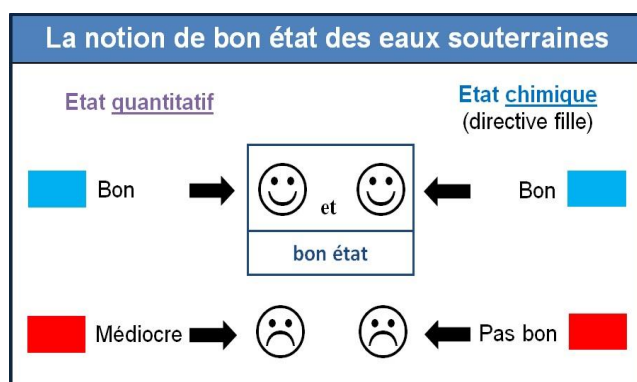 La notion de bon état des eaux souterraines
Etat quantitatif
Etat chimique
(directive fille)
Bon
et
Bon
bon état
Médiocre
Pas bon